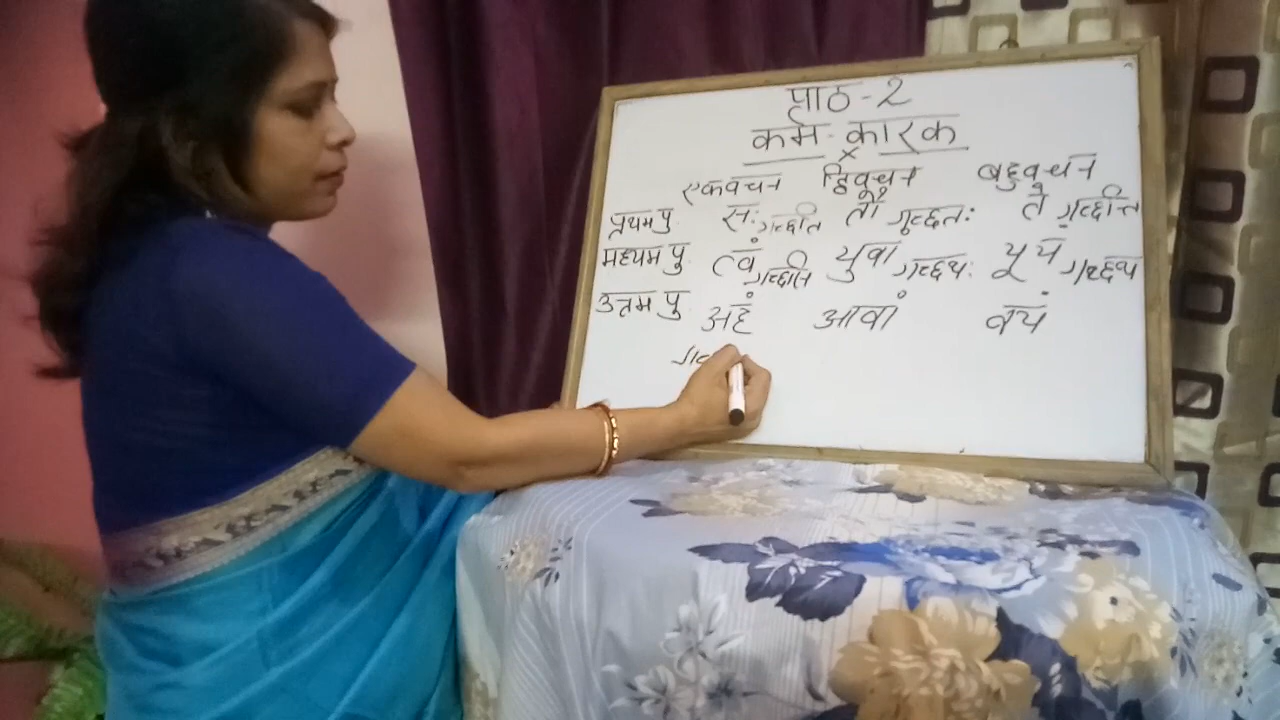 पाठ-2
कर्म-कारक
×
एकवचन द्विवचन बहुवचन
प्रथम पु. सः गच्छति तौ गच्छतः ते गच्छन्ति
मध्यम पु. त्वं गच्छसि युवां गच्छथः यूयं गच्छथ
उत्तम पु. अहं आवां वयं
गच